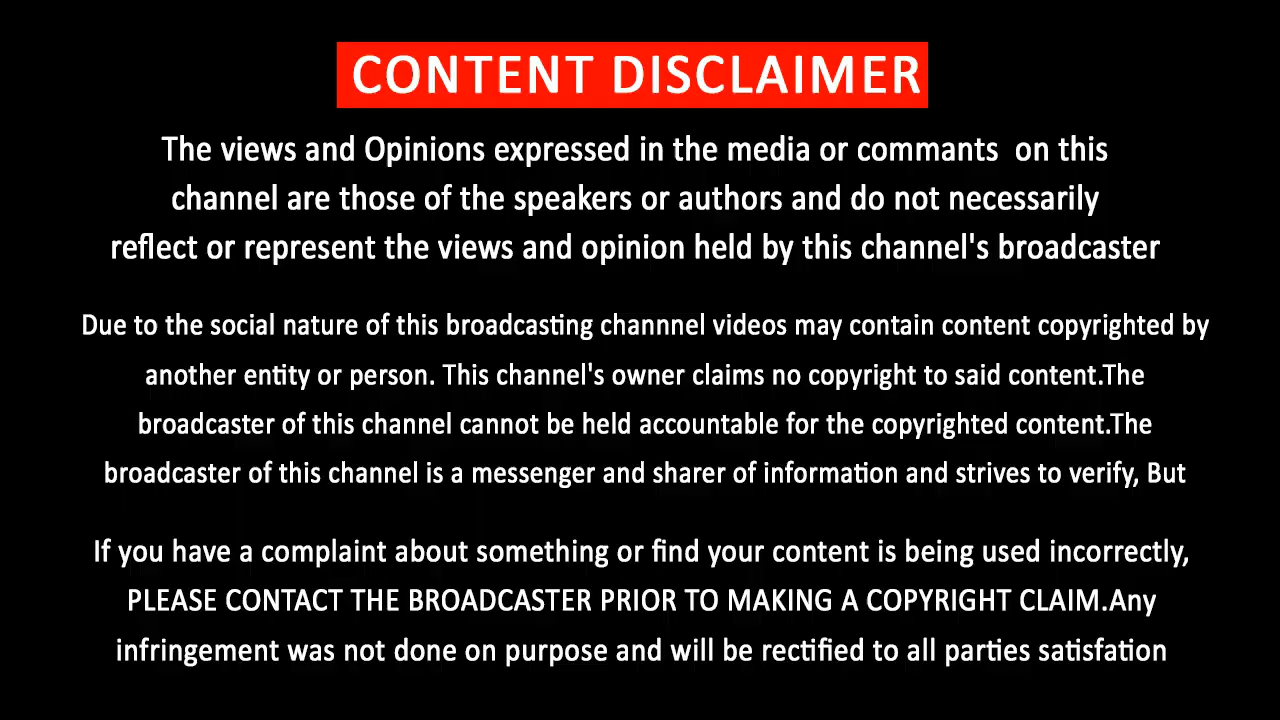 CONTENT DISCLAIMER
The views and Opinions expressed in the media or commants on this
channel are those of the speakers or authors and do not necessarily
reflect or represent the views and opinion held by this channel's broadcaster
Due to the social nature of this broadcasting channnel videos may contain content copyrighted by
another entity or person. This channel's owner claims no copyright to said content.The
broadcaster of this channel cannot be held accountable for the copyrighted content.The
broadcaster of this channel is a messenger and sharer of information and strives to verify, But
If you have a complaint about something or find your content is being used incorrectly,
PLEASE CONTACT THE BROADCASTER PRIOR TO MAKING A COPYRIGHT CLAIM.Any
infringement was not done on purpose and will be rectified to all parties satisfation